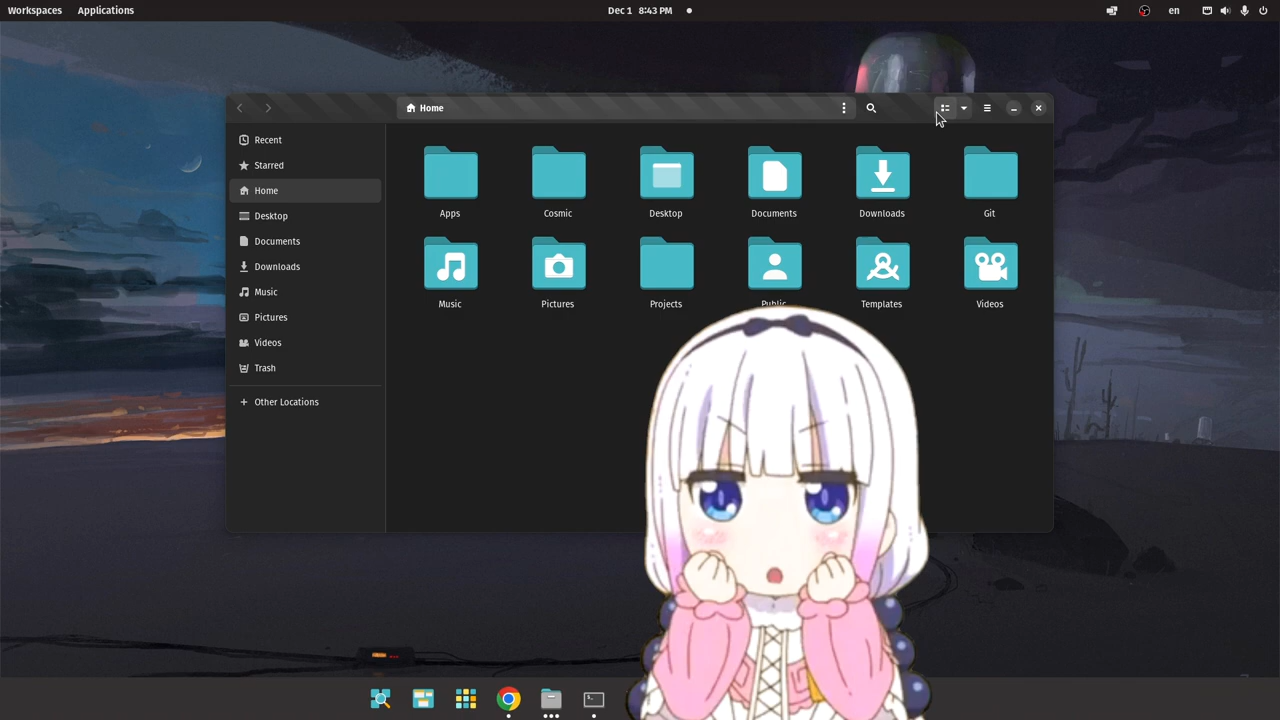 Workspaces Applications Dec 1 8:43 PM en
Home
Recent
Starred
Home
Desktop
Documents
Downloads
Music
Pictures
Videos
Trash
Other Locations
Apps Cosmic Desktop Documents Downloads Git
Music Pictures Projects Public Templates Videos